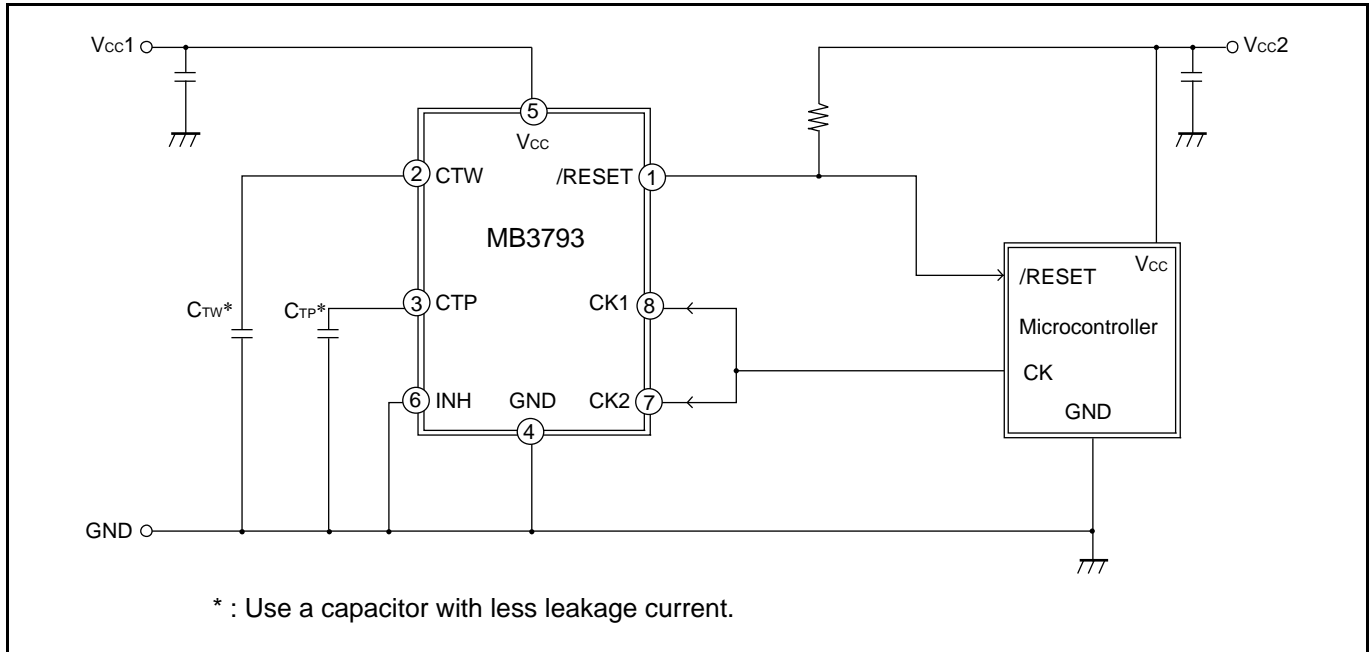 Vcc1
Vcc2
5
Vcc
2 CTW
/RESET 1
MB3793
Vcc
/RESET
CTW*
CTP*
3 CTP
CK1 8
Microcontroller
CK
6 INH
GND
CK2 7
GND
4
GND
* : Use a capacitor with less leakage current.